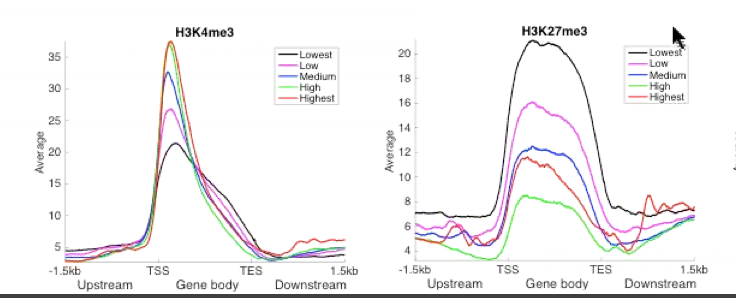 H3K4me3
35
30
25
20
15
10
5
Average
Lowest
Low
Medium
High
Highest
-1.5kb
TSS
TES
1.5kb
Upstream
Gene body
Downstream
H3K27me3
20
18
16
14
12
10
8
6
4
Average
Lowest
Low
Medium
High
Highest
-1.5kb
TSS
TES
1.5kb
Upstream
Gene body
Downstream